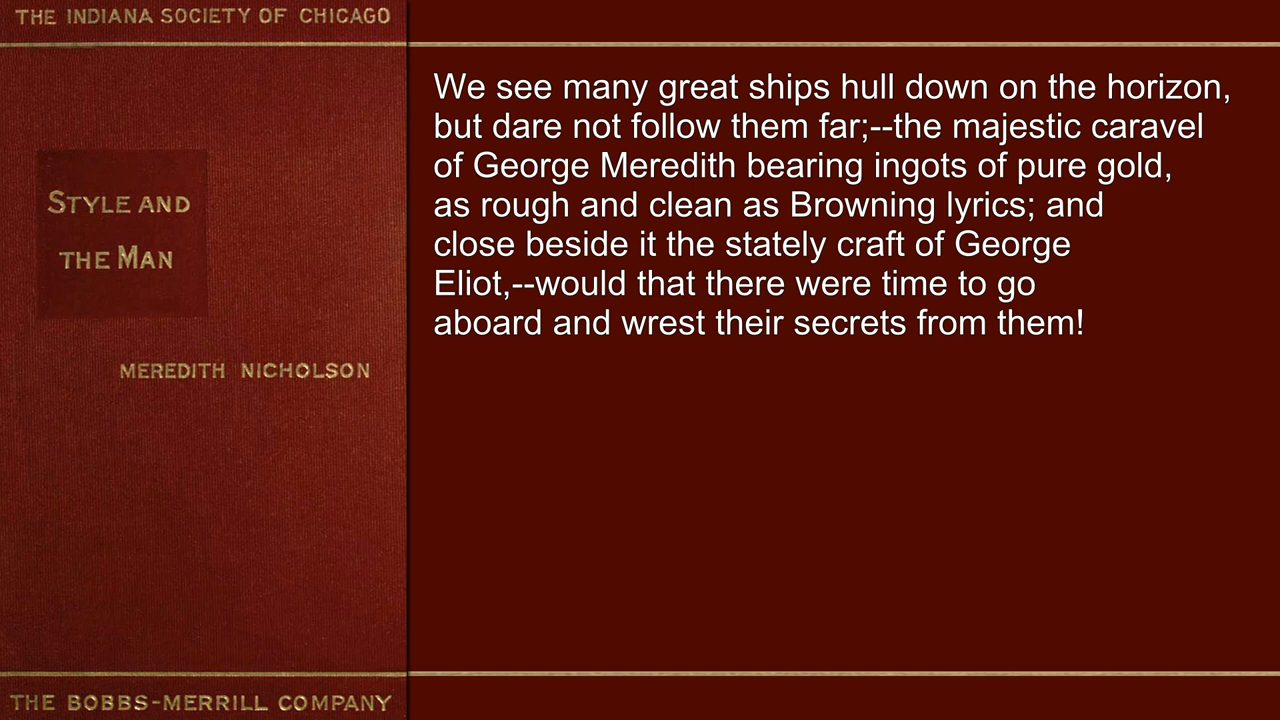 THE INDIANA SOCIETY OF CHICAGO
STYLE AND
THE MAN
MEREDITH NICHOLSON
THE BOBBS-MERRILL COMPANY
We see many great ships hull down on the horizon,
but dare not follow them far;--the majestic caravel
of George Meredith bearing ingots of pure gold,
as rough and clean as Browning lyrics; and
close beside it the stately craft of George
Eliot,--would that there were time to go
aboard and wrest their secrets from them!